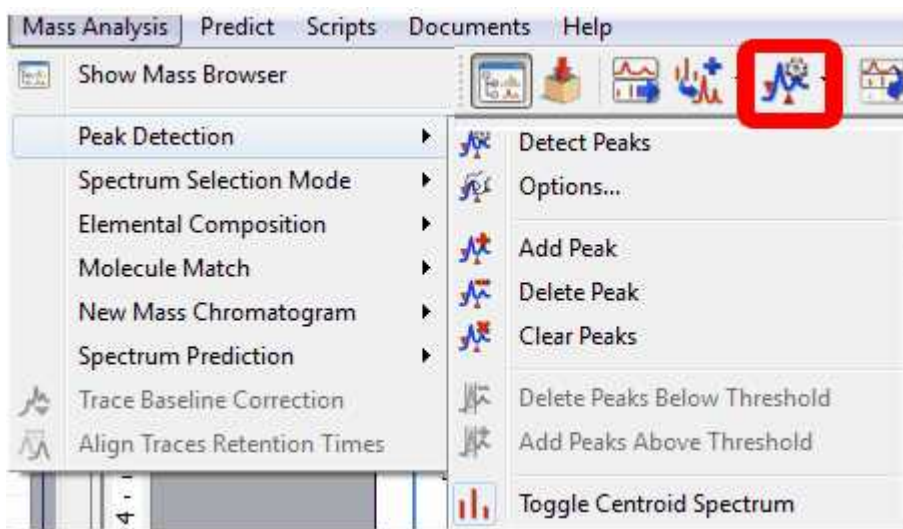 Mass Analysis Predict Scripts Documents Help
Show Mass Browser
Peak Detection
Spectrum Selection Mode
Elemental Composition
Molecule Match
New Mass Chromatogram
Spectrum Prediction
Trace Baseline Correction
Align Traces Retention Times
Detect Peaks
Options...
Add Peak
Delete Peak
Clear Peaks
Delete Peaks Below Threshold
Add Peaks Above Threshold
Toggle Centroid Spectrum
4